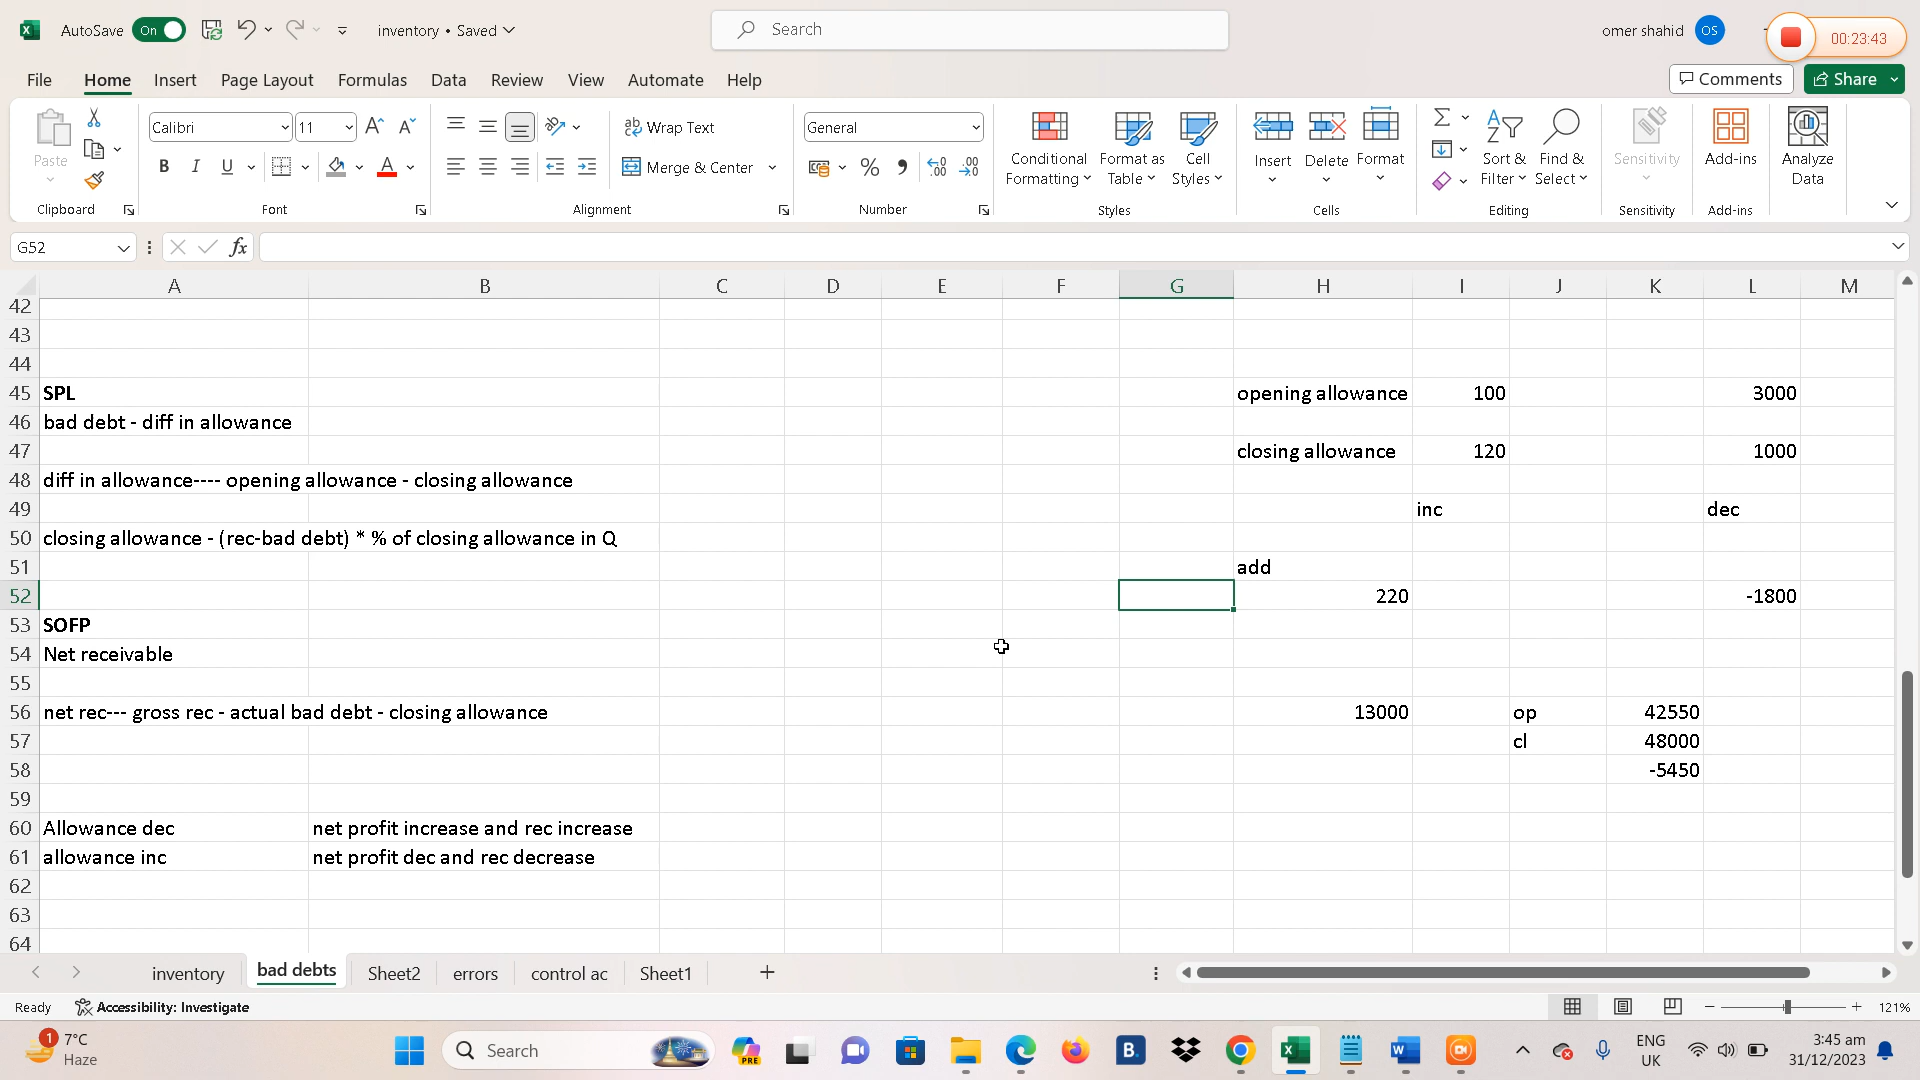 AutoSave On inventory • Saved Search omer shahid OS 00:23:43
File Home Insert Page Layout Formulas Data Review View Automate Help Comments Share
Paste Calibri 11 Wrap Text General Conditional Formatting Format as Table Cell Styles Insert Delete Format Sort & Filter Find & Select Sensitivity Add-ins Analyze Data
B I U Merge & Center
Clipboard Font Alignment Number Styles Cells Editing Sensitivity Add-ins
G52 fx
A B C D E F G H I J K L M
42
43
44
45 SPL opening allowance 100 3000
46 bad debt - diff in allowance
47 closing allowance 120 1000
48 diff in allowance---- opening allowance - closing allowance
49 inc dec
50 closing allowance - (rec-bad debt) * % of closing allowance in Q
51 add
52 220 -1800
53 SOFP
54 Net receivable
55
56 net rec--- gross rec - actual bad debt - closing allowance 13000 op 42550
57 cl 48000
58 -5450
59
60 Allowance dec net profit increase and rec increase
61 allowance inc net profit dec and rec decrease
62
63
64
inventory bad debts Sheet2 errors control ac Sheet1
Ready Accessibility: Investigate 121%
1 7°C Search PRE B. ENG 3:45 am
Haze UK 31/12/2023